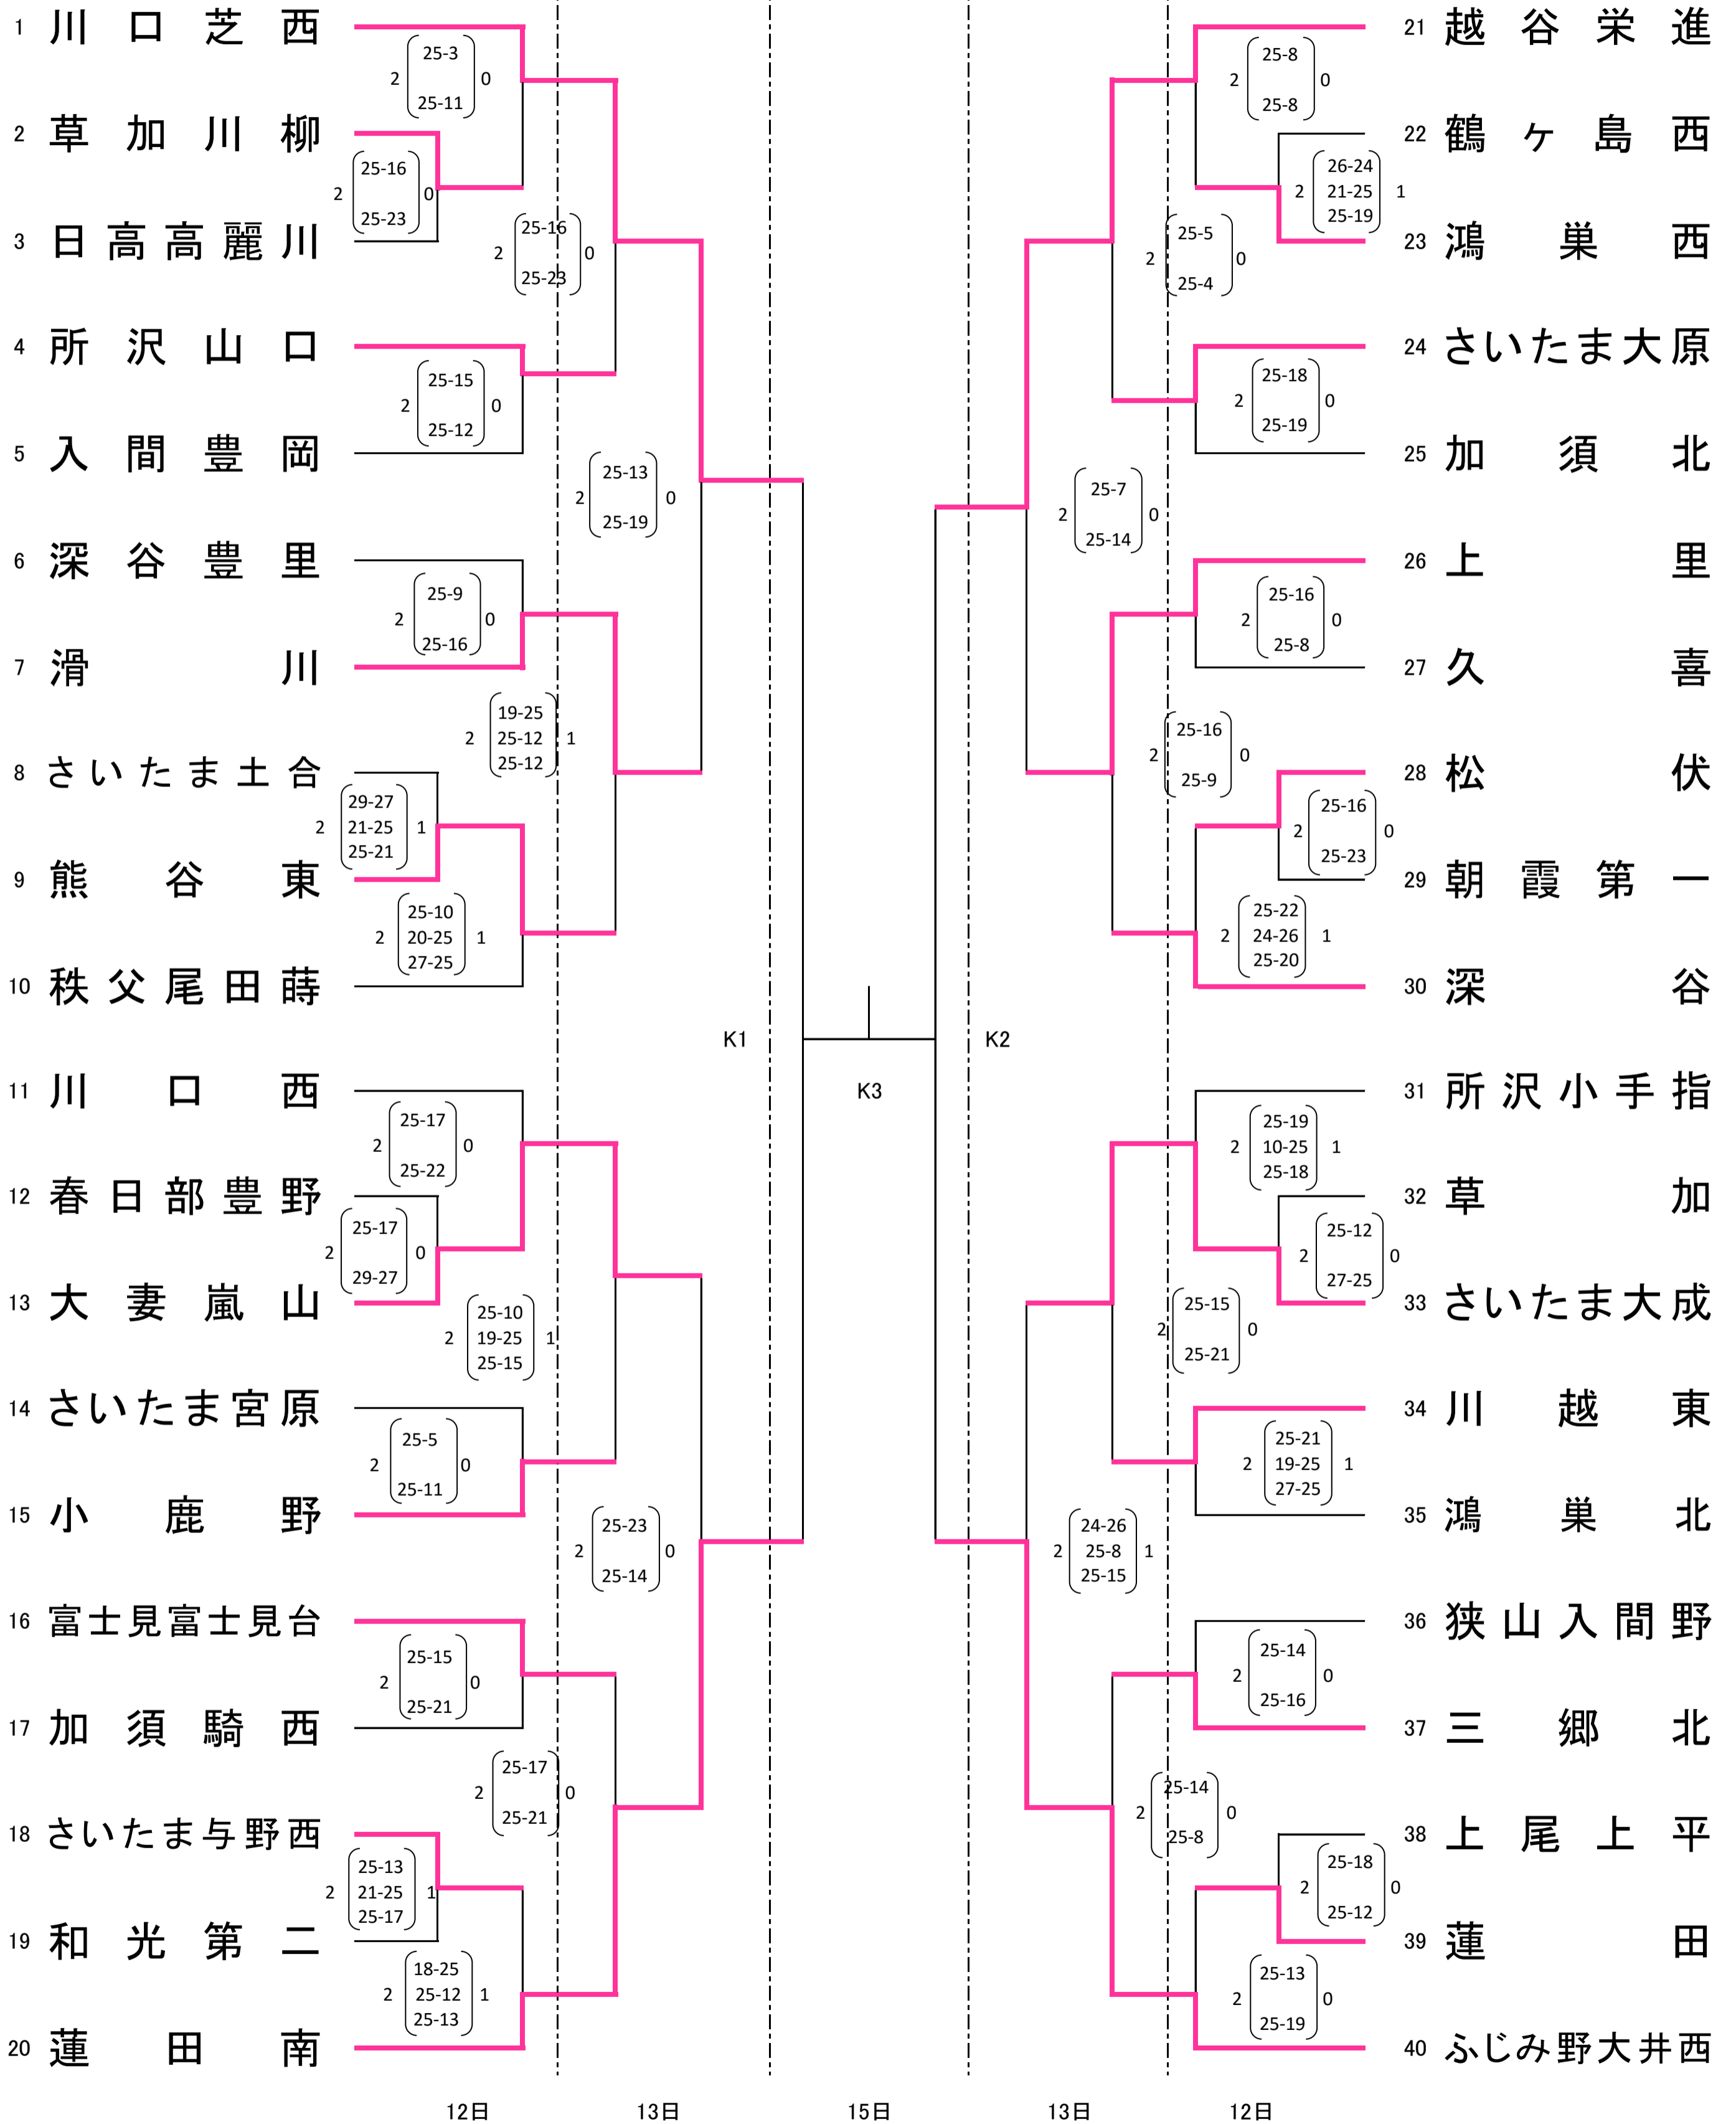 1 川口芝西
25-3
2 0
25-11
2 草加川柳
25-16
2 0
25-23
3 日高高麗川
25-16
2 0
25-23
4 所沢山口
25-15
2 0
25-12
5 入間豊岡
25-13
2 0
25-19
6 深谷豊里
25-9
2 0
25-16
7 滑川
19-25
2 25-12 1
25-12
8 さいたま土合
29-27
2 21-25 1
25-21
9 熊谷東
25-10
2 20-25 1
27-25
10 秩父尾田蒔
11 川口西
25-17
2 0
25-22
12 春日部豊野
25-17
2 0
29-27
13 大妻嵐山
25-10
2 19-25 1
25-15
14 さいたま宮原
25-5
2 0
25-11
15 小鹿野
25-23
2 0
25-14
16 富士見富士見台
25-15
2 0
25-21
17 加須騎西
25-17
2 0
25-21
18 さいたま与野西
25-13
2 21-25 1
25-17
19 和光第二
18-25
2 25-12 1
25-13
20 蓮田南
K1
K3
K2
21 越谷栄進
25-8
2 0
25-8
22 鶴ヶ島西
26-24
2 21-25 1
25-19
23 鴻巣西
25-5
2 0
25-4
24 さいたま大原
25-18
2 0
25-19
25 加須北
25-7
2 0
25-14
26 上里
25-16
2 0
25-8
27 久喜
25-16
2 0
25-9
28 松伏
25-16
2 0
25-23
29 朝霞第一
25-22
2 24-26 1
25-20
30 深谷
31 所沢小手指
25-19
2 10-25 1
25-18
32 草加
25-12
2 0
27-25
33 さいたま大成
25-15
2 0
25-21
34 川越東
25-21
2 19-25 1
27-25
35 鴻巣北
24-26
2 25-8 1
25-15
36 狭山入間野
25-14
2 0
25-16
37 三郷北
25-14
2 0
25-8
38 上尾上平
25-18
2 0
25-12
39 蓮田
25-13
2 0
25-19
40 ふじみ野大井西
12日 13日 15日 13日 12日